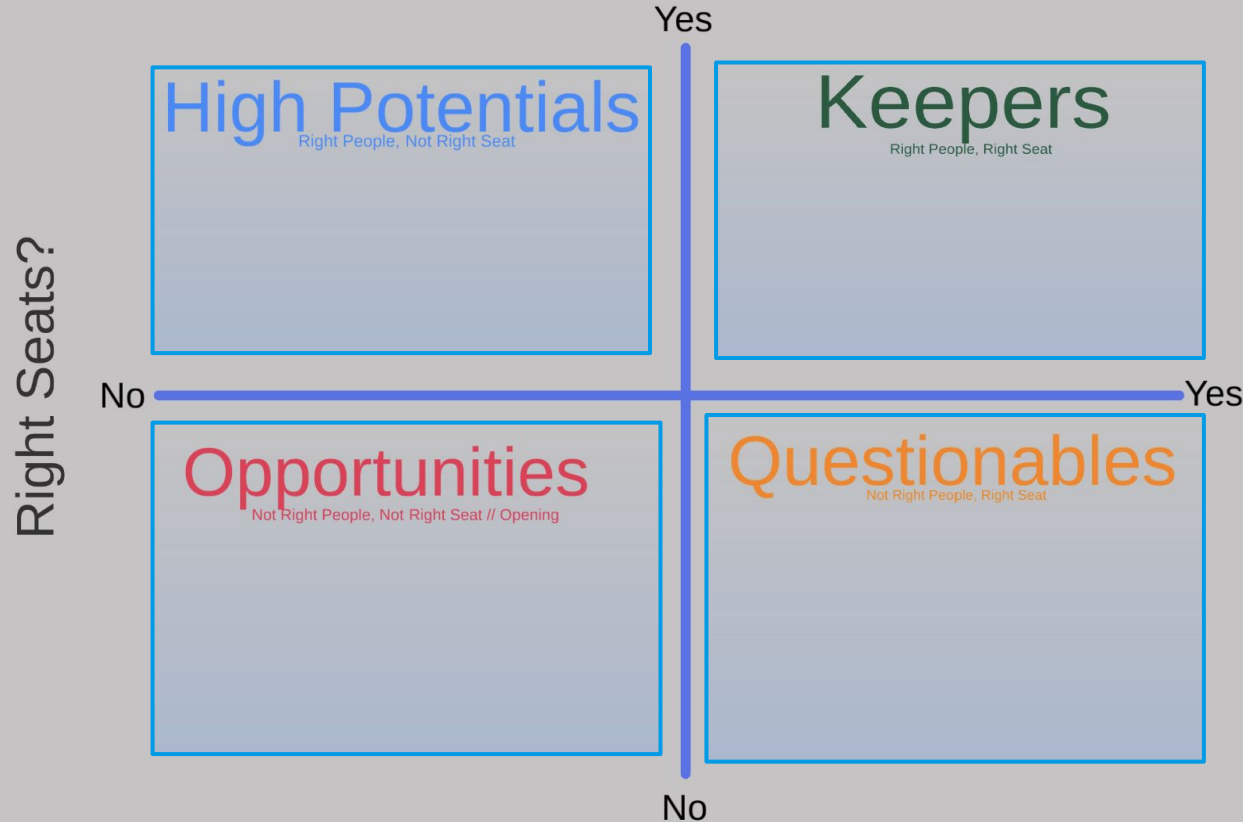 Yes
High Potentials
Right People, Not Right Seat
Keepers
Right People, Right Seat
Right Seats?
No
Yes
Opportunities
Not Right People, Not Right Seat // Opening
Questionables
Not Right People, Right Seat
No